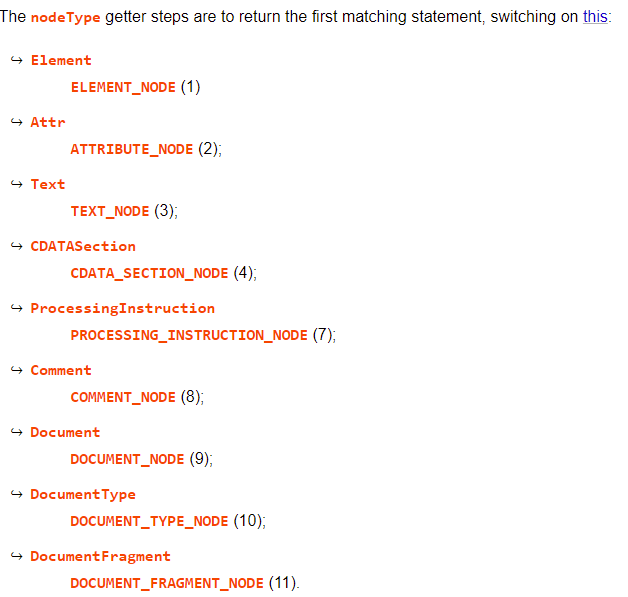 The nodeType getter steps are to return the first matching statement, switching on this:
↪ Element
ELEMENT_NODE (1)
↪ Attr
ATTRIBUTE_NODE (2);
↪ Text
TEXT_NODE (3);
↪ CDATASection
CDATA_SECTION_NODE (4);
↪ ProcessingInstruction
PROCESSING_INSTRUCTION_NODE (7);
↪ Comment
COMMENT_NODE (8);
↪ Document
DOCUMENT_NODE (9);
↪ DocumentType
DOCUMENT_TYPE_NODE (10);
↪ DocumentFragment
DOCUMENT_FRAGMENT_NODE (11).